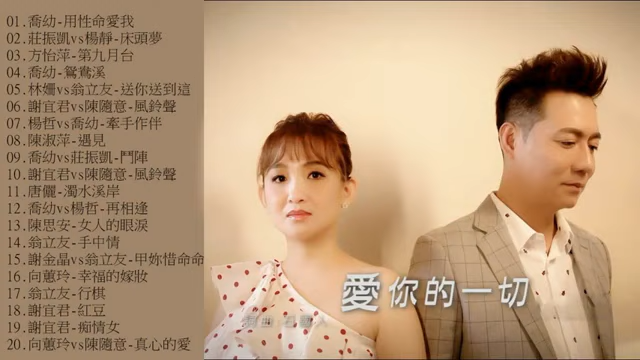 01.喬幼-用性命愛我
02.莊振凱vs楊靜-床頭夢
03.方怡萍-第九月台
04.喬幼-鴛鴦溪
05.林姍vs翁立友-送你送到這
06.謝宜君vs陳隨意-風鈴聲
07.楊哲vs喬幼-牽手作伴
08.陳淑萍-遇見
09.喬幼vs莊振凱-鬥陣
10.謝宜君vs陳隨意-風鈴聲
11.唐儷-濁水溪岸
12.喬幼vs楊哲-再相逢
13.陳思安-女人的眼淚
14.翁立友-手中情
15.謝金晶vs翁立友-甲妳惜命命
16.向蕙玲-幸福的嫁妝
17.翁立友-行棋
18.謝宜君-紅豆
19.謝宜君-痴情女
20.向蕙玲vs陳隨意-真心的愛
愛你的一切